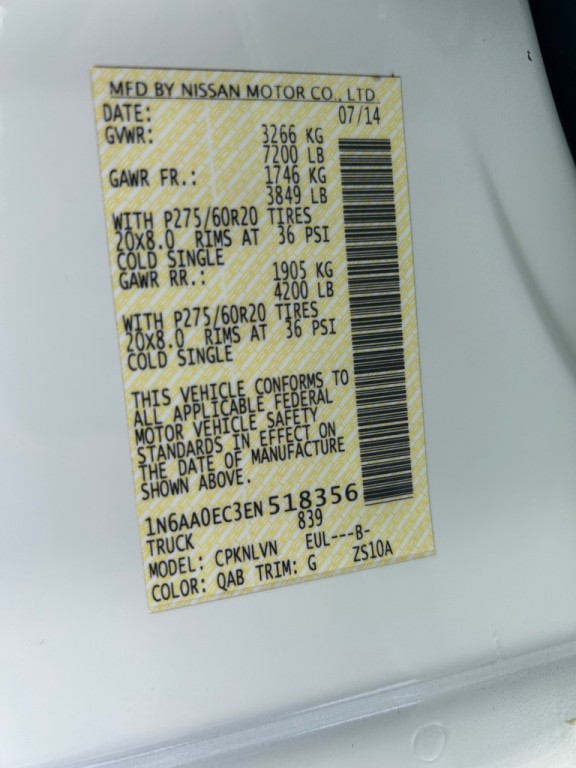 MFD BY NISSAN MOTOR CO., LTD
DATE: 07/14
GVWR: 3266 KG
7200 LB
GAWR FR.: 1746 KG
3849 LB
WITH P275/60R20 TIRES
20X8.0 RIMS AT 36 PSI
COLD SINGLE
GAWR RR.: 1905 KG
4200 LB
WITH P275/60R20 TIRES
20X8.0 RIMS AT 36 PSI
COLD SINGLE
THIS VEHICLE CONFORMS TO
ALL APPLICABLE FEDERAL
MOTOR VEHICLE SAFETY
STANDARDS IN EFFECT ON
THE DATE OF MANUFACTURE
SHOWN ABOVE.
1N6AA0EC3EN518356
TRUCK 839
MODEL: CPKNLVN EUL---B-
COLOR: QAB TRIM: G ZS10A